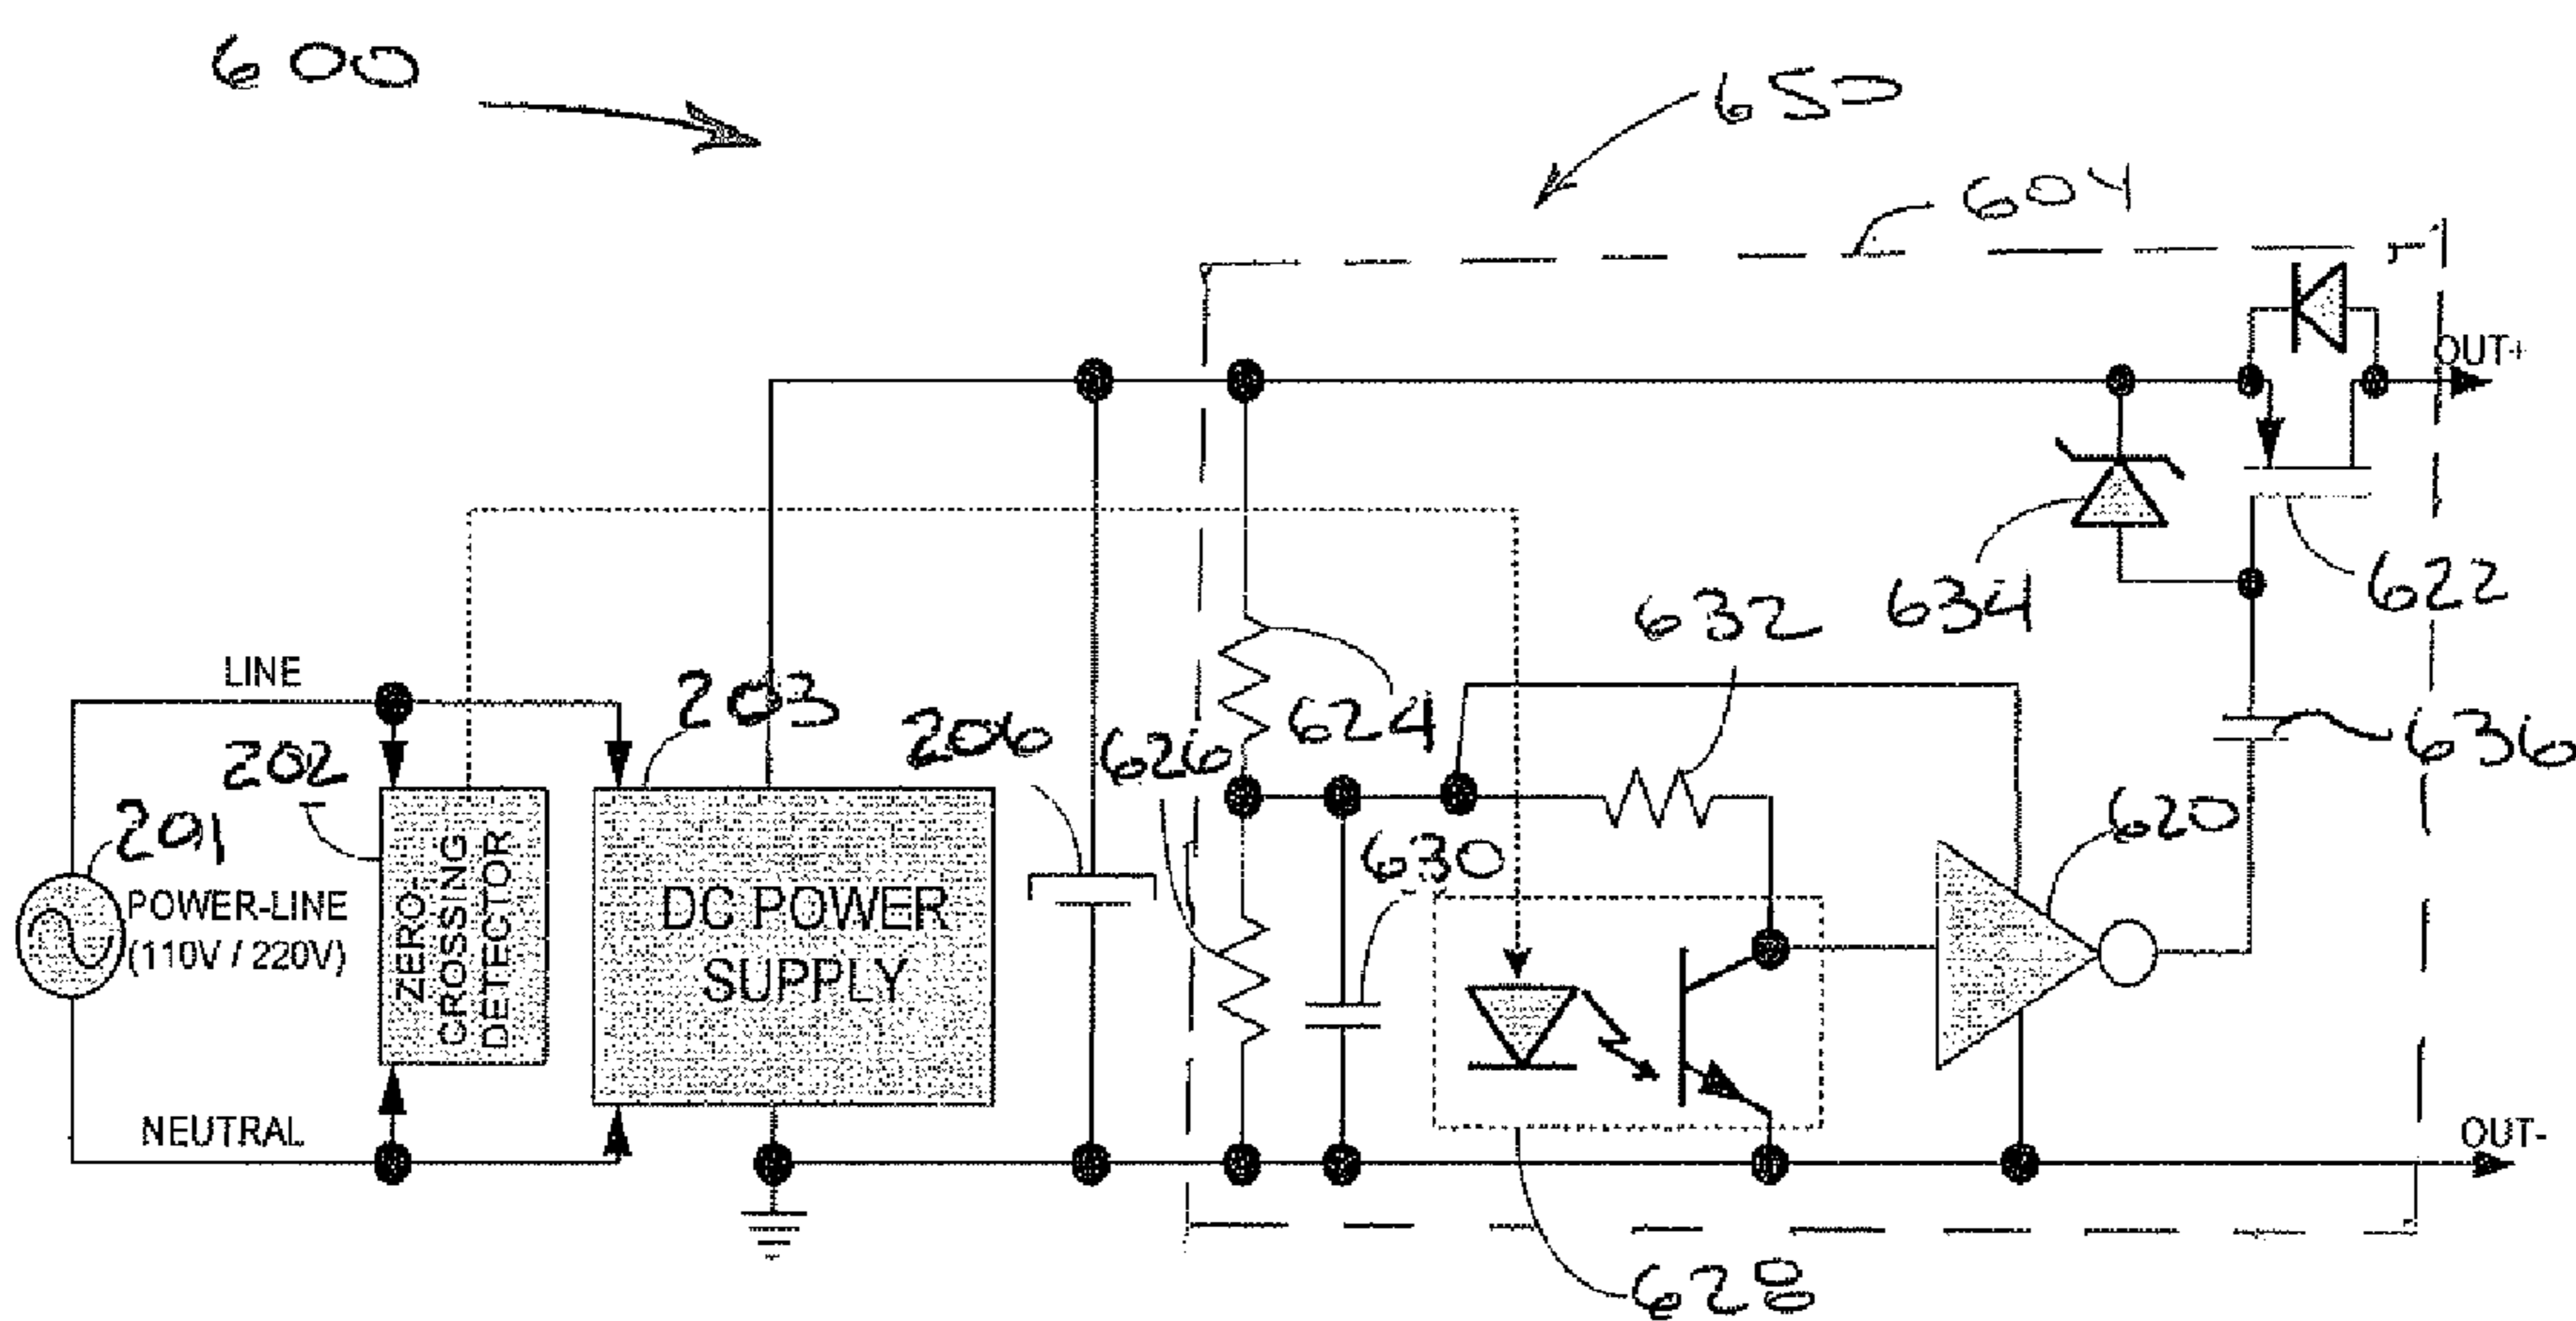 600
650
604
OUT+
634
622
632
LINE
203
206
626
624
636
202
201
630
620
POWER-LINE
(110V / 220V)
ZERO-
CROSSING
DETECTOR
DC POWER
SUPPLY
NEUTRAL
OUT-
628